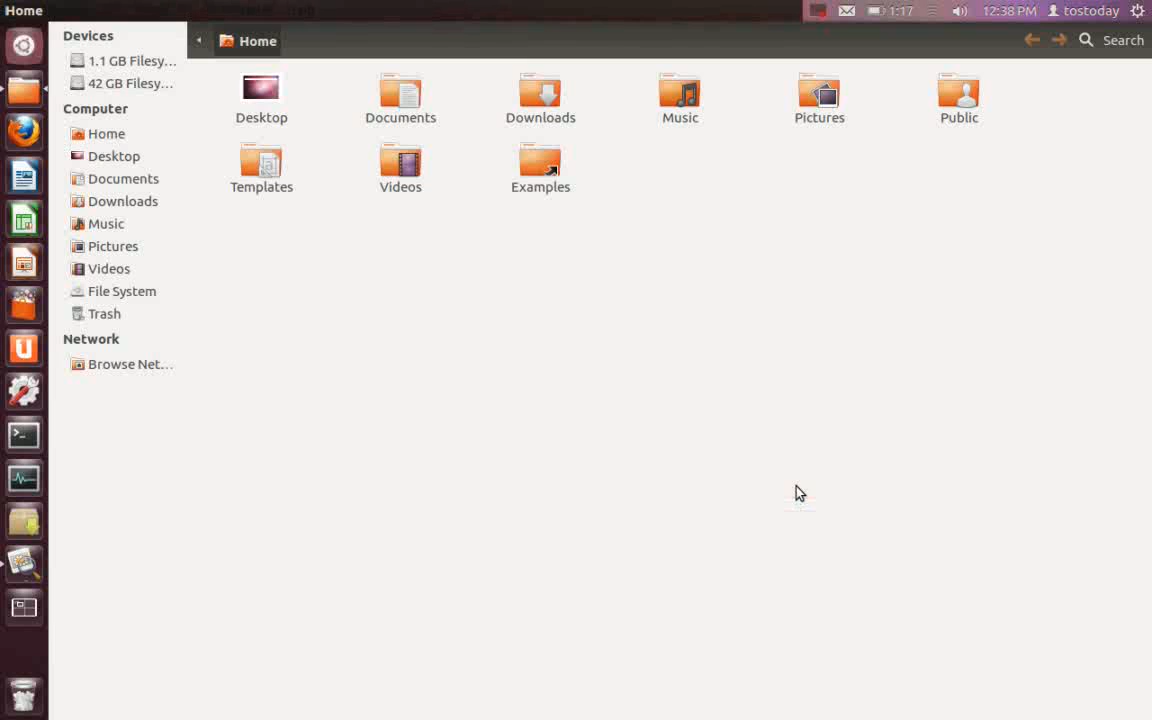 Home
1:17
12:38 PM
tostoday
Devices
1.1 GB Filesy...
42 GB Filesy...
Computer
Home
Desktop
Documents
Downloads
Music
Pictures
Videos
File System
Trash
Network
Browse Net...
Home
Search
Desktop
Documents
Downloads
Music
Pictures
Public
Templates
Videos
Examples